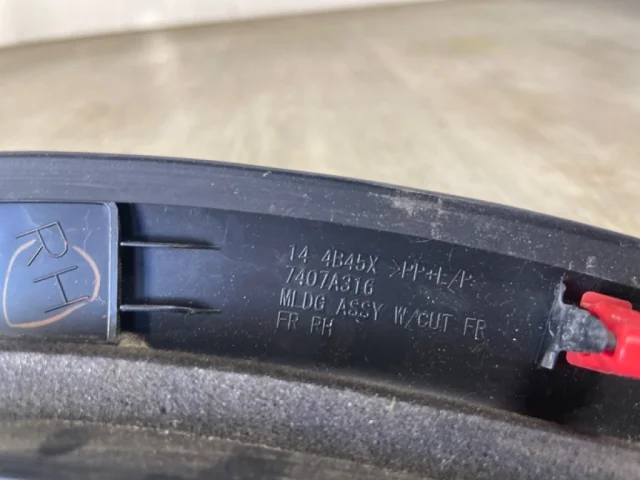 RH
14-4B45X >PP+E/P<
7407A316
MLDG ASSY W/CUT FR
FR RH